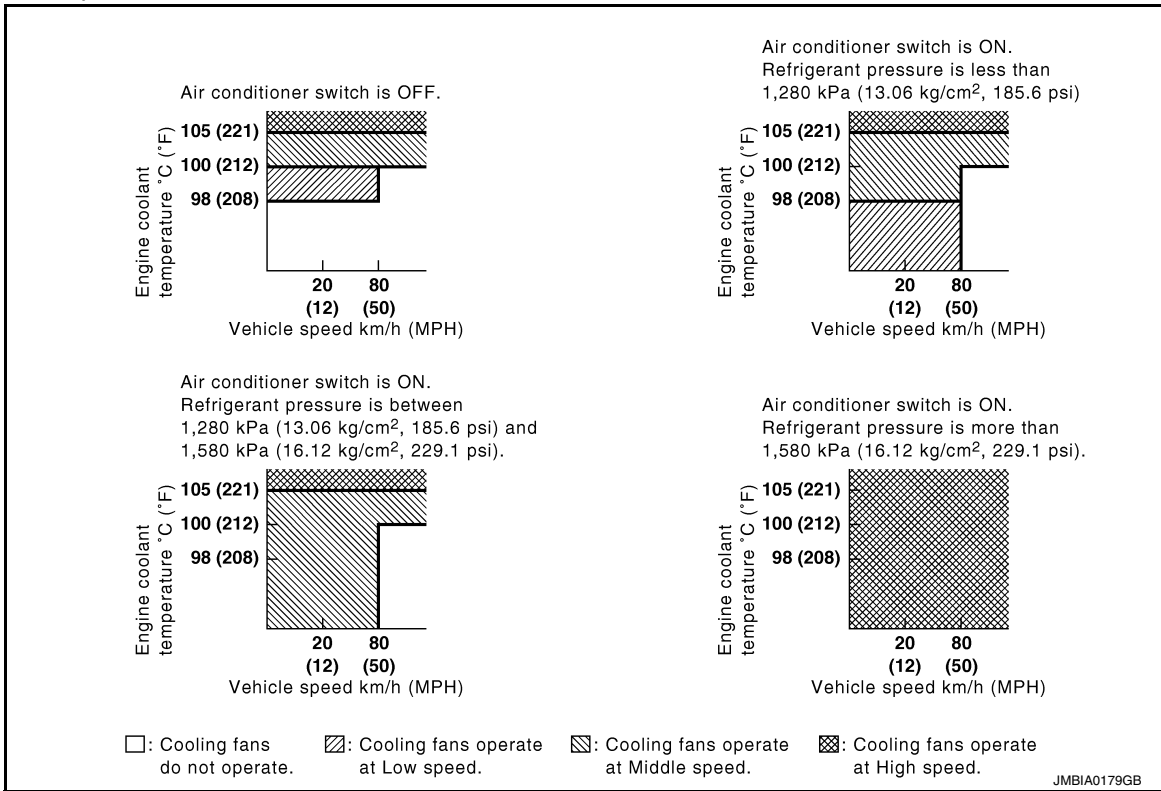 Air conditioner switch is OFF.
Engine coolant
temperature ˚C (˚F)
105 (221)
100 (212)
98 (208)
20
(12)
80
(50)
Vehicle speed km/h (MPH)
Air conditioner switch is ON.
Refrigerant pressure is less than
1,280 kPa (13.06 kg/cm², 185.6 psi)
Engine coolant
temperature ˚C (˚F)
105 (221)
100 (212)
98 (208)
20
(12)
80
(50)
Vehicle speed km/h (MPH)
Air conditioner switch is ON.
Refrigerant pressure is between
1,280 kPa (13.06 kg/cm², 185.6 psi) and
1,580 kPa (16.12 kg/cm², 229.1 psi).
Engine coolant
temperature ˚C (˚F)
105 (221)
100 (212)
98 (208)
20
(12)
80
(50)
Vehicle speed km/h (MPH)
Air conditioner switch is ON.
Refrigerant pressure is more than
1,580 kPa (16.12 kg/cm², 229.1 psi).
Engine coolant
temperature ˚C (˚F)
105 (221)
100 (212)
98 (208)
20
(12)
80
(50)
Vehicle speed km/h (MPH)
: Cooling fans
do not operate.
: Cooling fans operate
at Low speed.
: Cooling fans operate
at Middle speed.
: Cooling fans operate
at High speed.
JMBIA0179GB